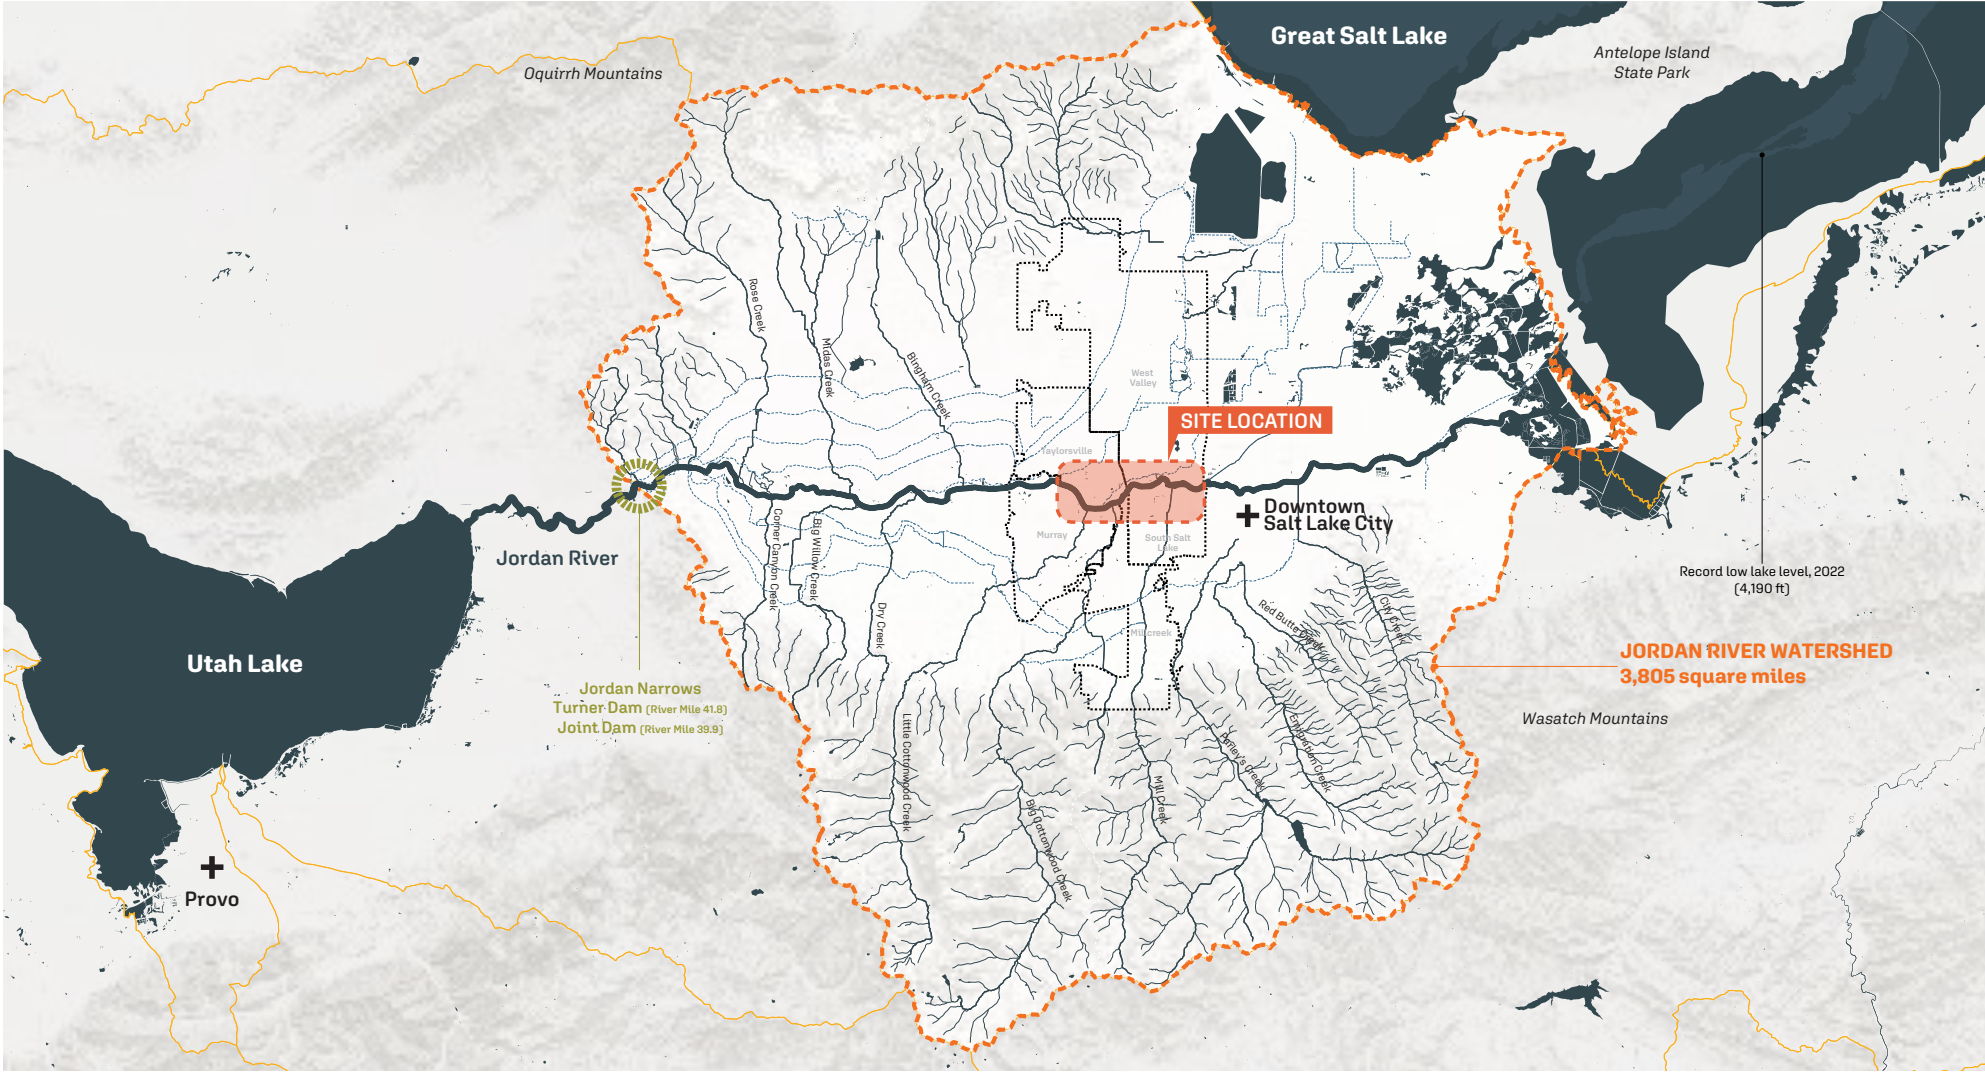 Great Salt Lake
Antelope Island
State Park
Oquirrh Mountains
Rose Creek
Midas Creek
Bingham Creek
West
Valley
SITE LOCATION
Taylorsville
Downtown
Salt Lake City
Murray
South Salt
Lake
Jordan River
Corner Canyon Creek
Big Willow Creek
Dry Creek
Millcreek
Red Butte Creek
City Creek
Record low lake level, 2022
(4,190 ft)
Utah Lake
JORDAN RIVER WATERSHED
3,805 square miles
Jordan Narrows
Turner Dam (River Mile 41.8)
Joint Dam (River Mile 39.9)
Wasatch Mountains
Little Cottonwood Creek
Big Cottonwood Creek
Mill Creek
Parley's Creek
Emigration Creek
Provo